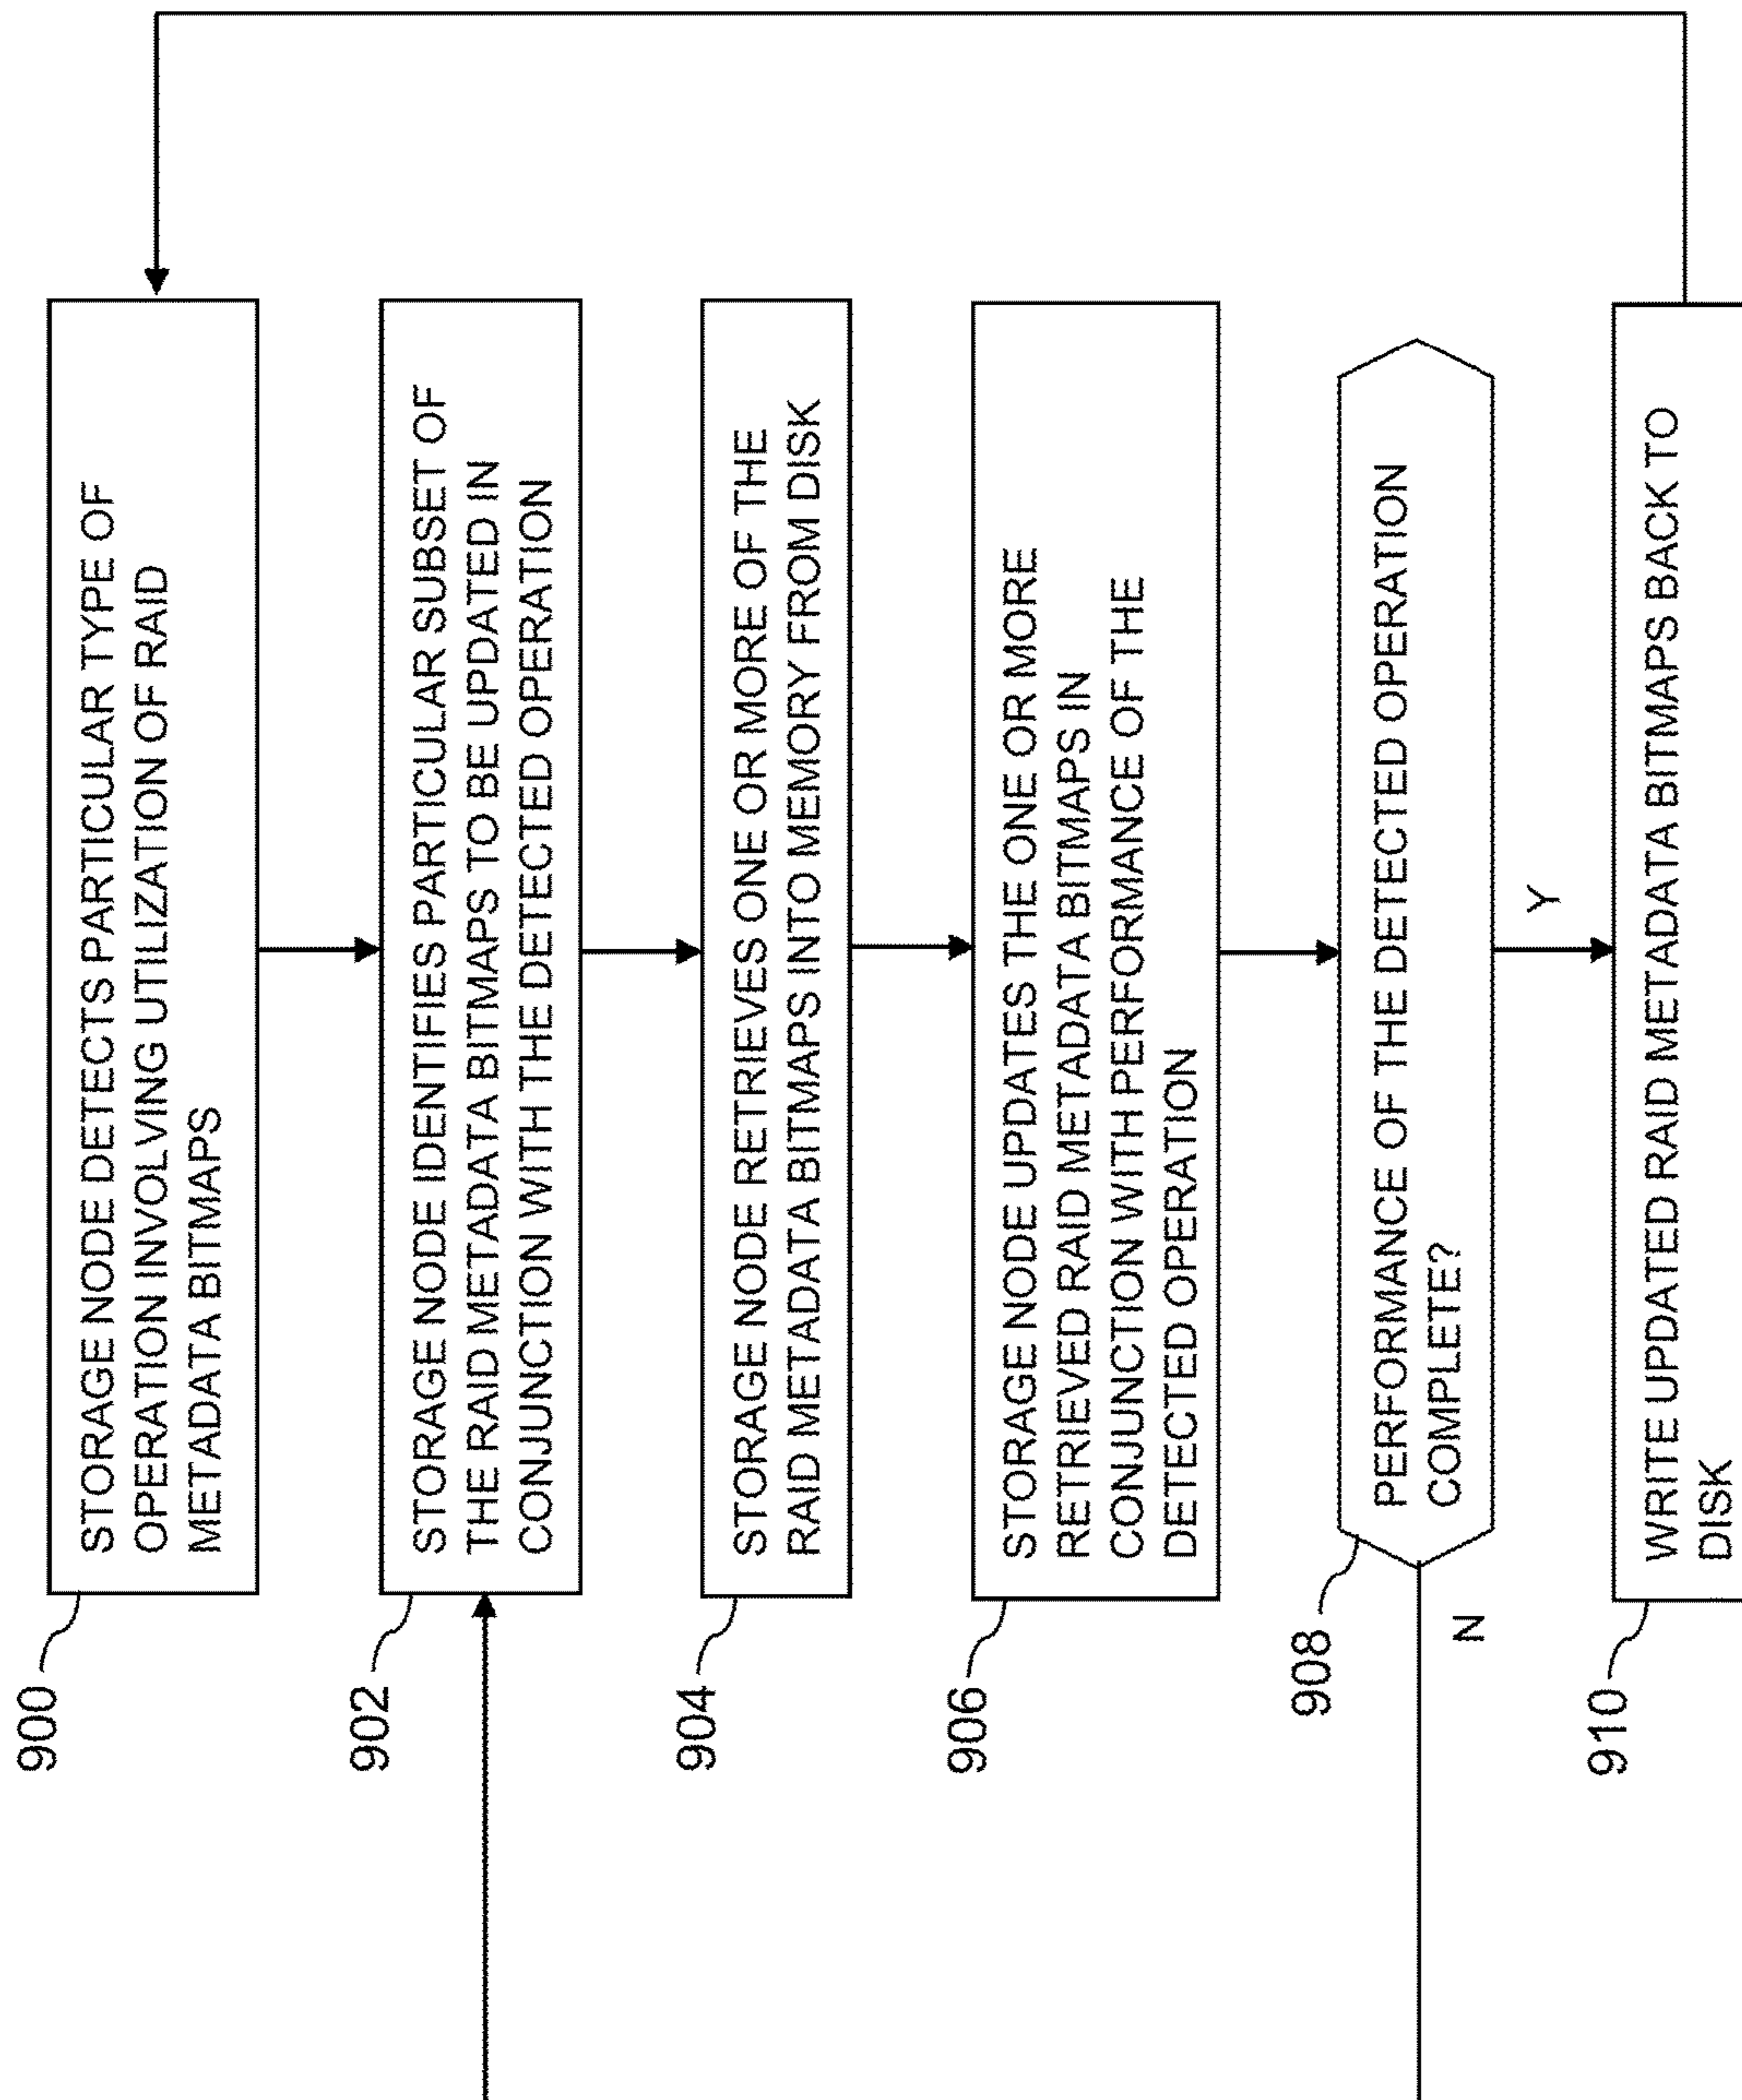 900
STORAGE NODE DETECTS PARTICULAR TYPE OF
OPERATION INVOLVING UTILIZATION OF RAID
METADATA BITMAPS
902
STORAGE NODE IDENTIFIES PARTICULAR SUBSET OF
THE RAID METADATA BITMAPS TO BE UPDATED IN
CONJUNCTION WITH THE DETECTED OPERATION
904
STORAGE NODE RETRIEVES ONE OR MORE OF THE
RAID METADATA BITMAPS INTO MEMORY FROM DISK
906
STORAGE NODE UPDATES THE ONE OR MORE
RETRIEVED RAID METADATA BITMAPS IN
CONJUNCTION WITH PERFORMANCE OF THE
DETECTED OPERATION
908
PERFORMANCE OF THE DETECTED OPERATION
COMPLETE?
N
Y
910
WRITE UPDATED RAID METADATA BITMAPS BACK TO
DISK